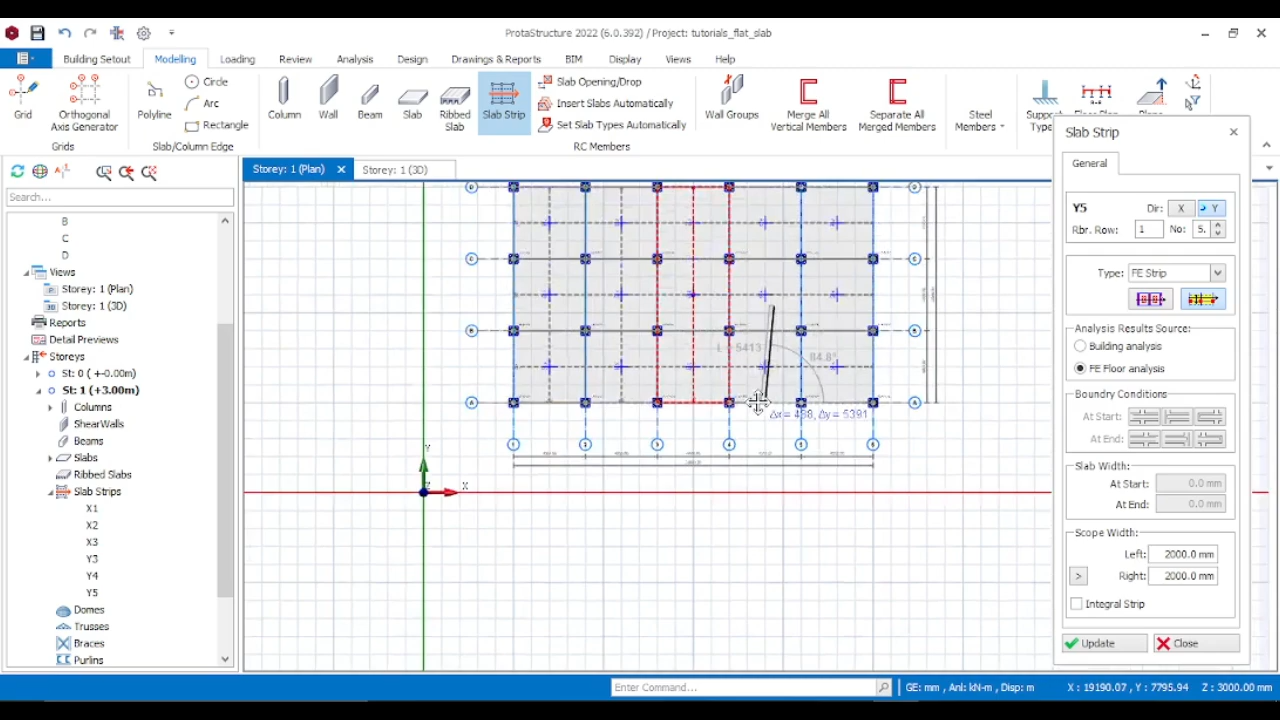 ProtaStructure 2022 (6.0.392) / Project: tutorials_flat_slab
Building Setout Modelling Loading Review Analysis Design Drawings & Reports BIM Display Views Help
Grid
Orthogonal Axis Generator
Grids
Polyline
Circle
Arc
Rectangle
Slab/Column Edge
Column
Wall
Beam
Slab
Ribbed Slab
Slab Strip
Slab Opening/Drop
Insert Slabs Automatically
Set Slab Types Automatically
RC Members
Wall Groups
Merge All Vertical Members
Separate All Merged Members
Steel Members
Search...
B
C
D
Views
Storey: 1 (Plan)
Storey: 1 (3D)
Reports
Detail Previews
Storeys
St: 0 (+-0.00m)
St: 1 (+3.00m)
Columns
ShearWalls
Beams
Slabs
Ribbed Slabs
Slab Strips
X1
X2
X3
Y3
Y4
Y5
Domes
Trusses
Braces
Purlins
Storey: 1 (Plan)
Storey: 1 (3D)
L = 5413
84.8°
Δx= 488, Δy= 5391
Y
X
Slab Strip
General
Y5 Dir: X Y
Rbr. Row: 1 No: 5.
Type: FE Strip
Analysis Results Source:
Building analysis
FE Floor analysis
Boundary Conditions
At Start:
At End:
Slab Width:
At Start: 0.0 mm
At End: 0.0 mm
Scope Width:
Left: 2000.0 mm
> Right: 2000.0 mm
Integral Strip
Update Close
Enter Command...
GE: mm, Anl: kN-m, Disp: m
X : 19190.07, Y : 7795.94 Z : 3000.00 mm